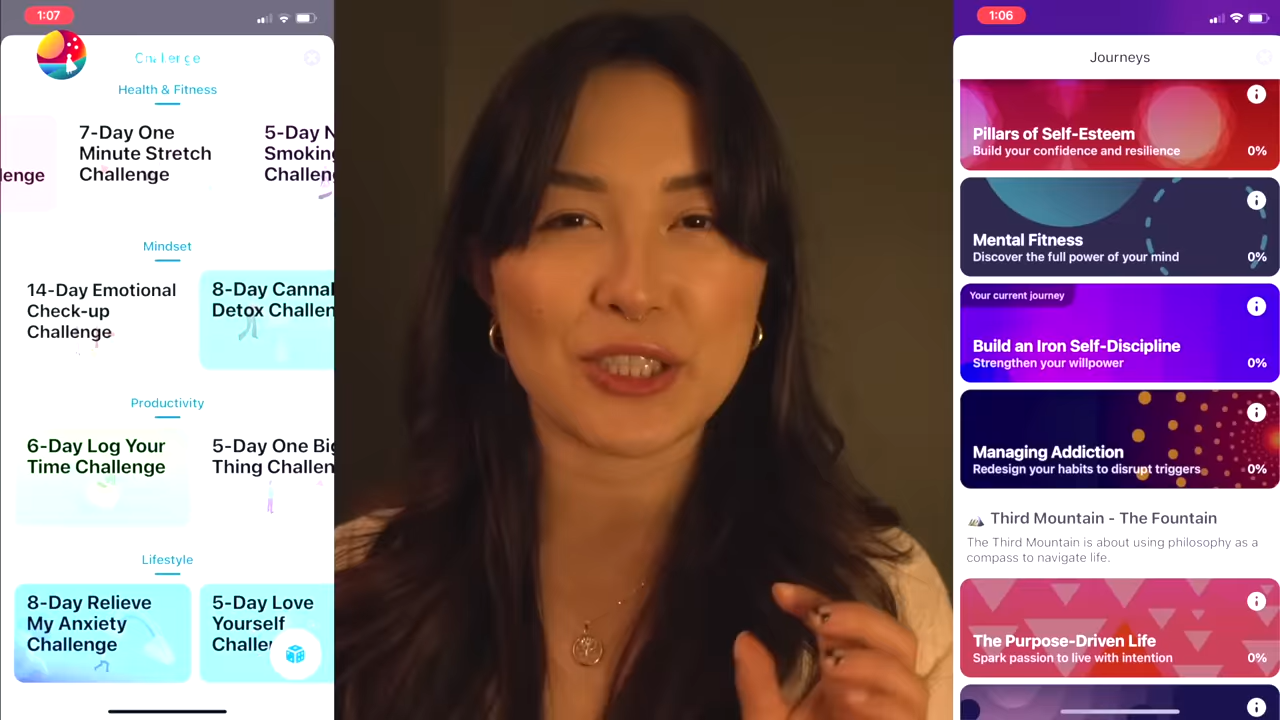 1:07
Challenge
Health & Fitness
lenge
7-Day One
Minute Stretch
Challenge
5-Day
Smoking
Challen
Mindset
14-Day Emotional
Check-up
Challenge
8-Day Cannal
Detox Challen
Productivity
6-Day Log Your
Time Challenge
5-Day One Big
Thing Challen
Lifestyle
8-Day Relieve
My Anxiety
Challenge
5-Day Love
Yourself
Challe
1:06
Journeys
Pillars of Self-Esteem
Build your confidence and resilience 0%
Mental Fitness
Discover the full power of your mind 0%
Your current journey
Build an Iron Self-Discipline
Strengthen your willpower 0%
Managing Addiction
Redesign your habits to disrupt triggers 0%
Third Mountain - The Fountain
The Third Mountain is about using philosophy as a
compass to navigate life.
The Purpose-Driven Life
Spark passion to live with intention 0%